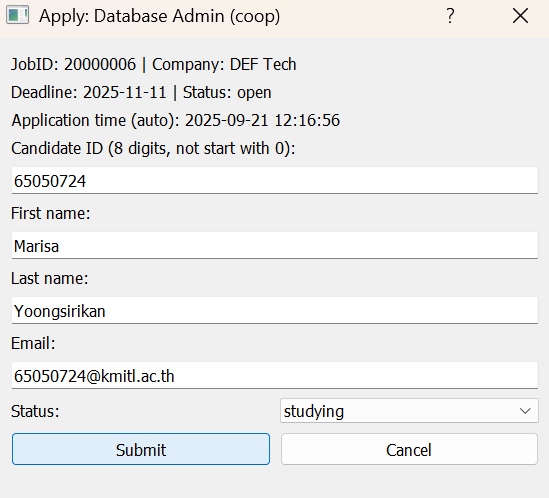 Apply: Database Admin (coop) ?
JobID: 20000006 | Company: DEF Tech
Deadline: 2025-11-11 | Status: open
Application time (auto): 2025-09-21 12:16:56
Candidate ID (8 digits, not start with 0):
65050724
First name:
Marisa
Last name:
Yoongsirikan
Email:
65050724@kmitl.ac.th
Status: studying
Submit Cancel